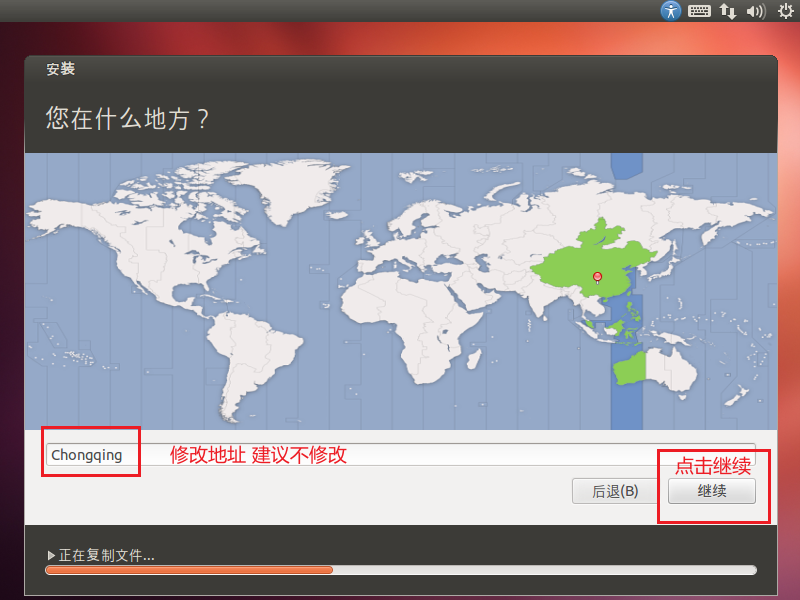 安装
您在什么地方？
Chongqing
修改地址 建议不修改
点击继续
后退(B)
继续
正在复制文件...